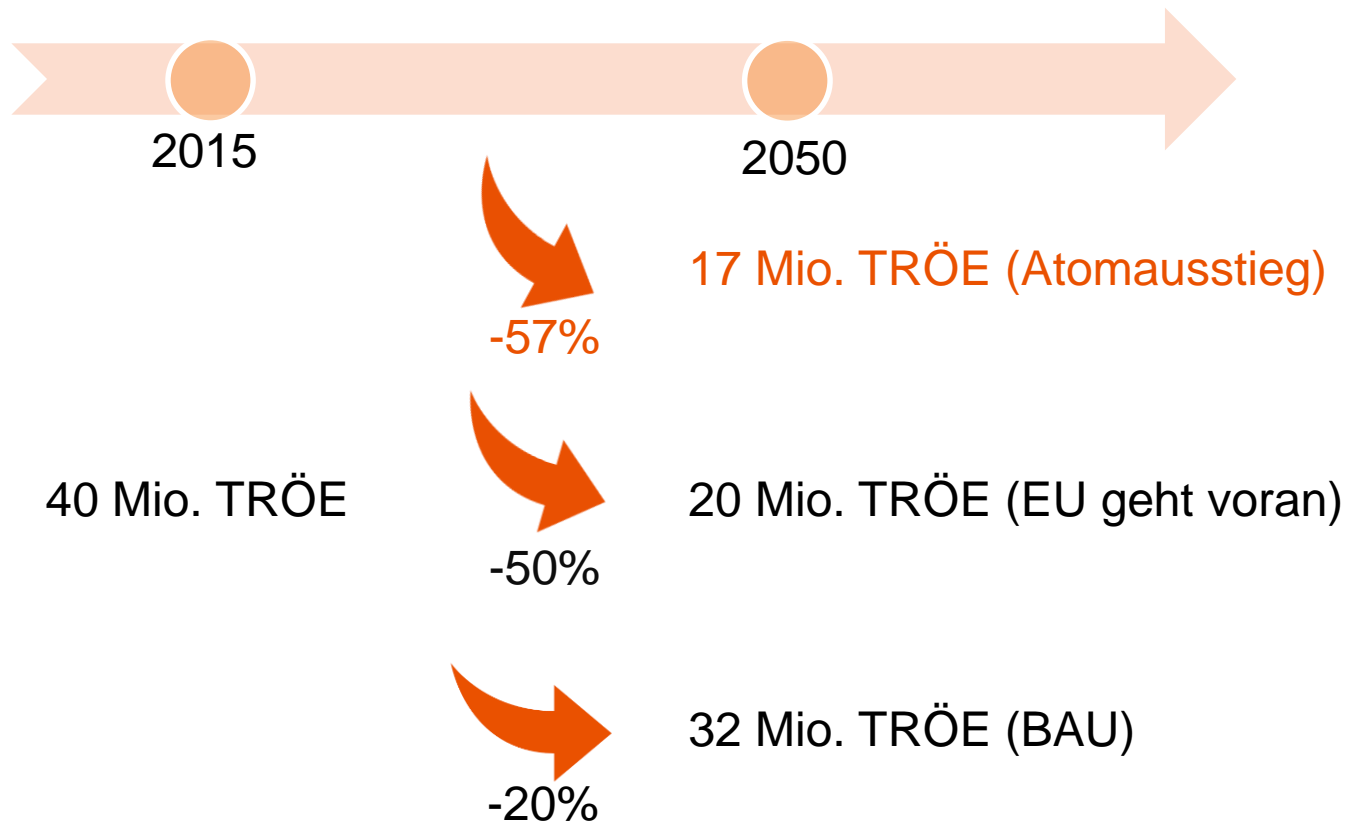 2015
2050
17 Mio. TRÖE (Atomausstieg)
-57%
40 Mio. TRÖE
20 Mio. TRÖE (EU geht voran)
-50%
32 Mio. TRÖE (BAU)
-20%